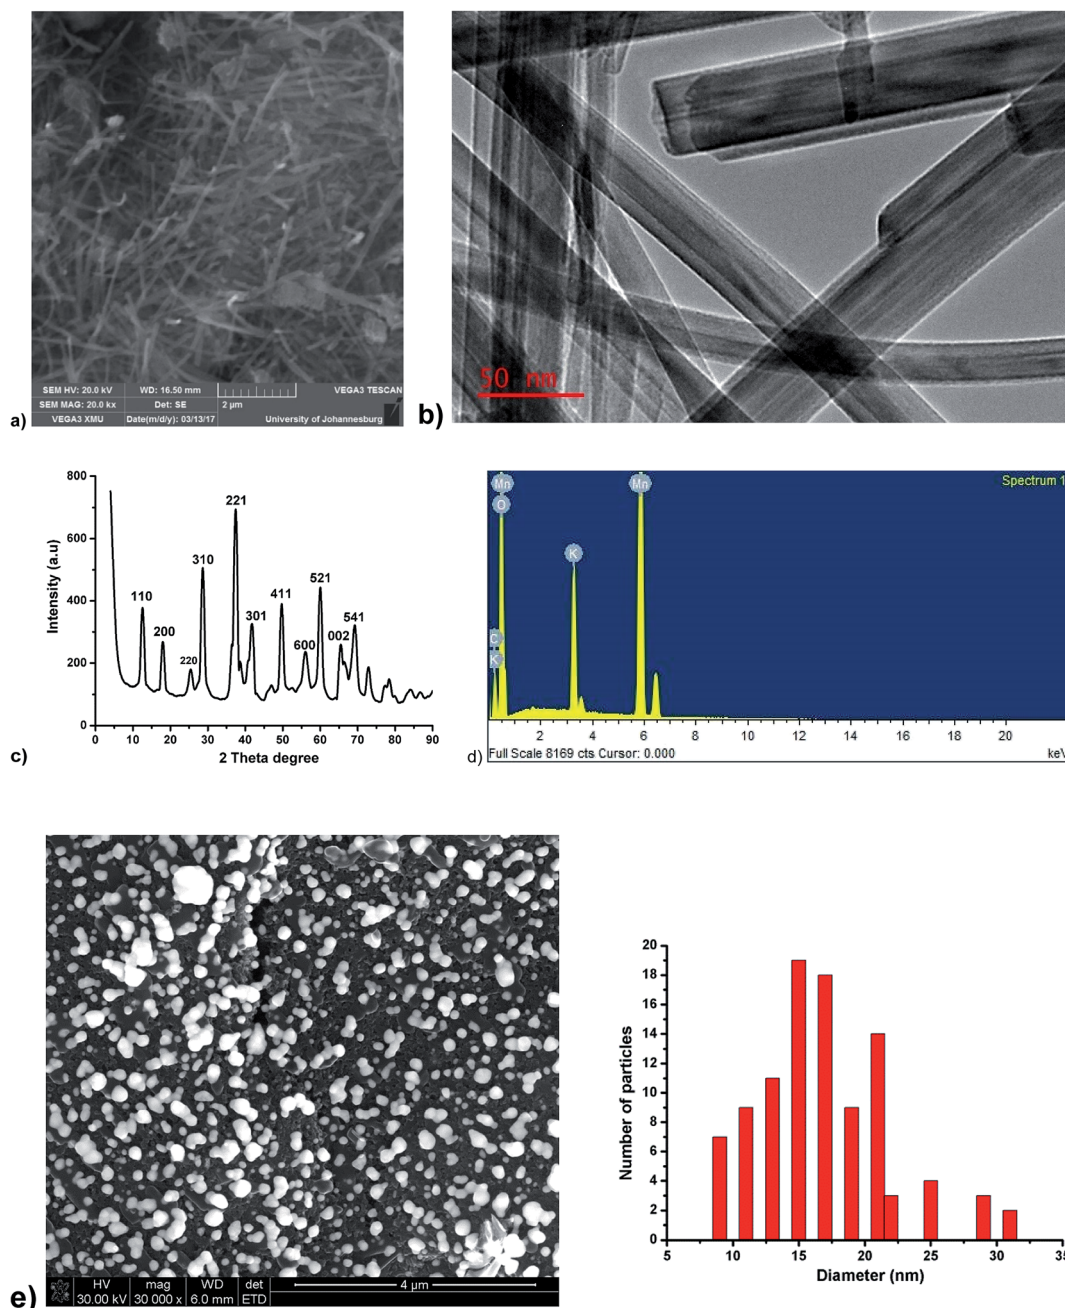 SEM HV: 20.0 kV WD: 16.50 mm VEGA3 TESCAN
SEM MAG: 20.0 kx Det: SE 2 µm
VEGA3 XMU Date(m/d/y): 03/13/17 University of Johannesburg
a)
50 nm
b)
800
600
400
200
0
Intensity (a.u)
110
200
220
310
221
301
411
600
521
002
541
0 10 20 30 40 50 60 70 80 90
2 Theta degree
c)
Spectrum 1
Mn
O
C
K
K
Mn
2 4 6 8 10 12 14 16 18 20
keV
Full Scale 8169 cts Cursor: 0.000
d)
HV mag WD det 4 µm
30.00 kV 30 000 x 6.0 mm ETD
e)
20
18
16
14
12
10
8
6
4
2
0
Number of particles
5 10 15 20 25 30 35
Diameter (nm)